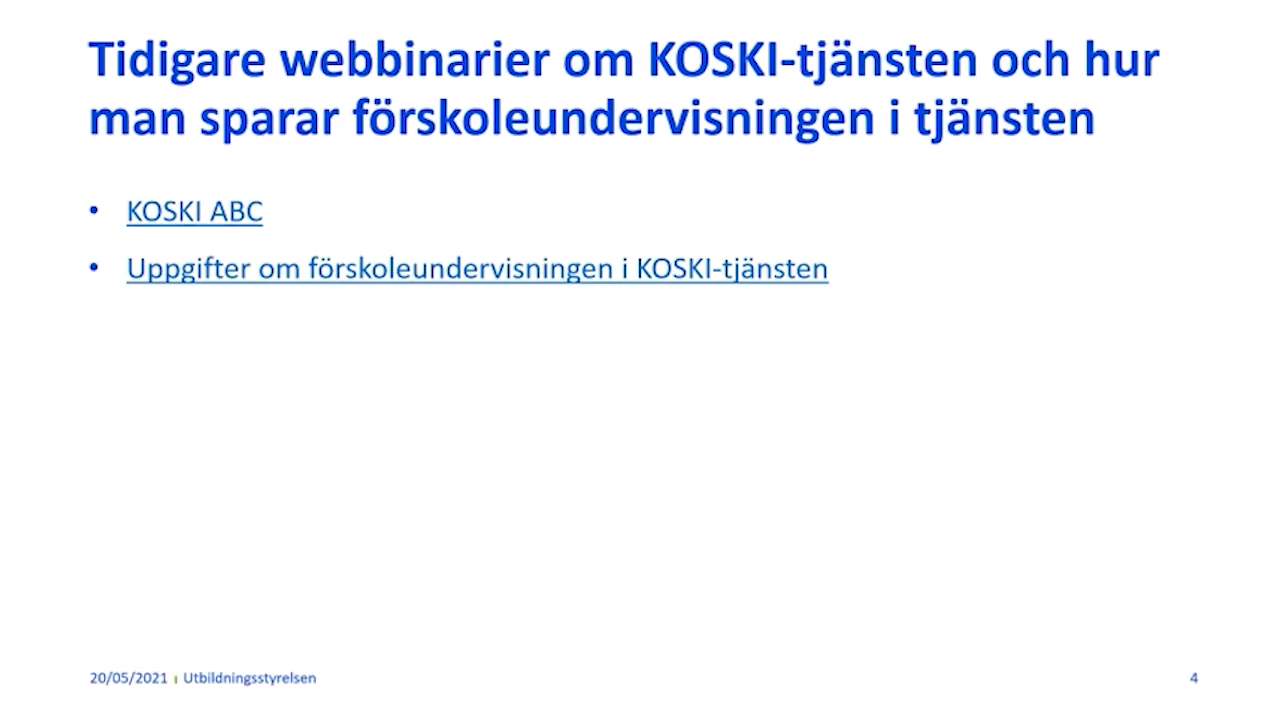 Tidigare webbinarier om KOSKI-tjänsten och hur
man sparar förskoleundervisningen i tjänsten
• KOSKI ABC
• Uppgifter om förskoleundervisningen i KOSKI-tjänsten
20/05/2021 | Utbildningsstyrelsen
4